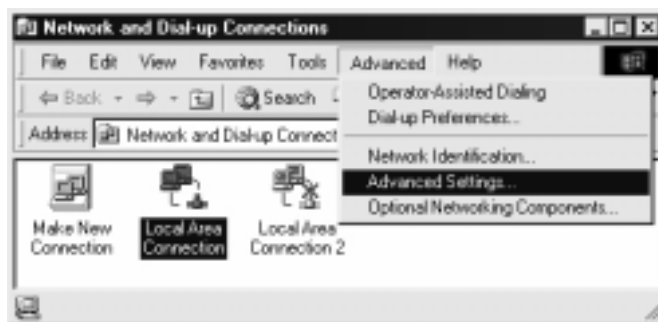 Network and Dial-up Connections
File Edit View Favorites Tools Advanced Help
Back Search
Address Network and Dial-up Connect
Operator-Assisted Dialing
Dial-up Preferences...
Network Identification...
Advanced Settings...
Optional Networking Components...
Make New Connection
Local Area Connection
Local Area Connection 2